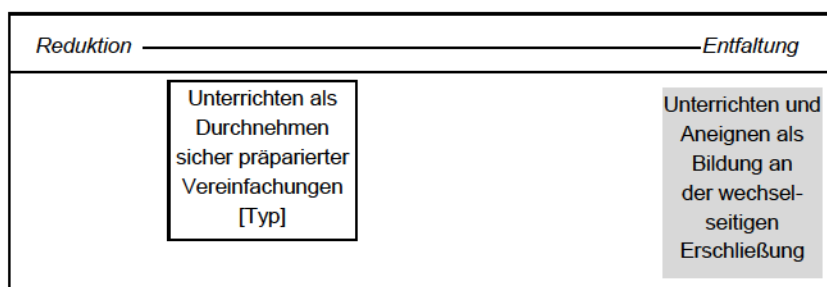 Reduktion Entfaltung
Unterrichten als
Durchnehmen
sicher präparierter
Vereinfachungen
[Typ]
Unterrichten und
Aneignen als
Bildung an
der wechsel-
seitigen
Erschließung